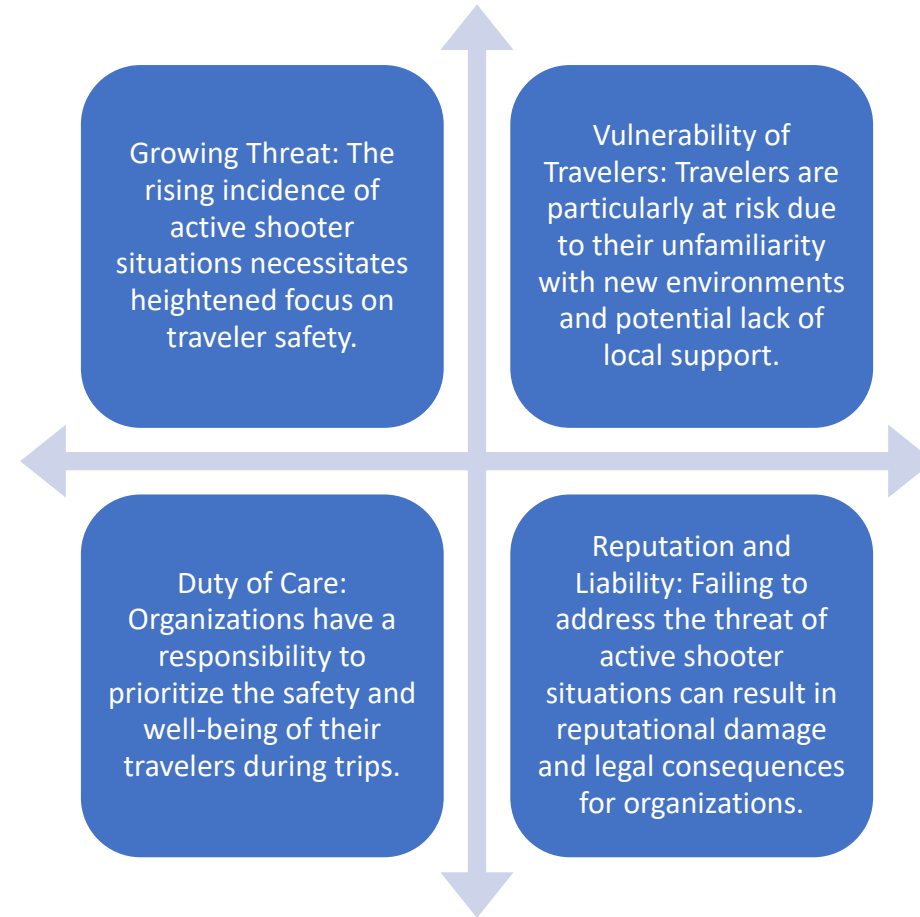 Growing Threat: The
rising incidence of
active shooter
situations necessitates
heightened focus on
traveler safety.
Vulnerability of
Travelers: Travelers are
particularly at risk due
to their unfamiliarity
with new environments
and potential lack of
local support.
Duty of Care:
Organizations have a
responsibility to
prioritize the safety and
well-being of their
travelers during trips.
Reputation and
Liability: Failing to
address the threat of
active shooter
situations can result in
reputational damage
and legal consequences
for organizations.